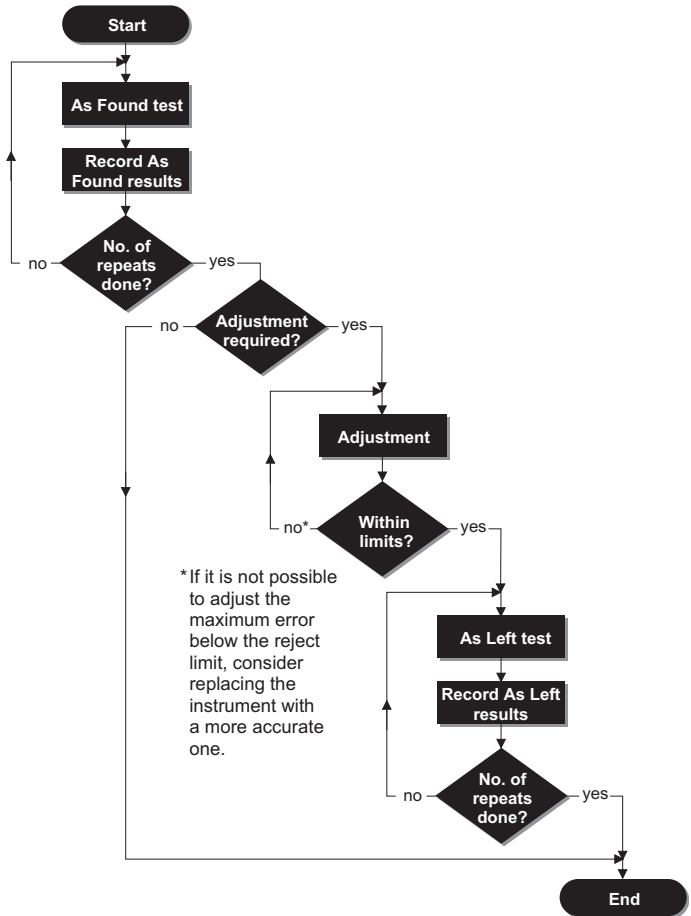 Start
As Found test
Record As
Found results
No. of
repeats
done?
no
yes
Adjustment
required?
no
yes
Adjustment
Within
limits?
no*
yes
*If it is not possible
to adjust the
maximum error
below the reject
limit, consider
replacing the
instrument with
a more accurate
one.
As Left test
Record As Left
results
No. of
repeats
done?
no
yes
End